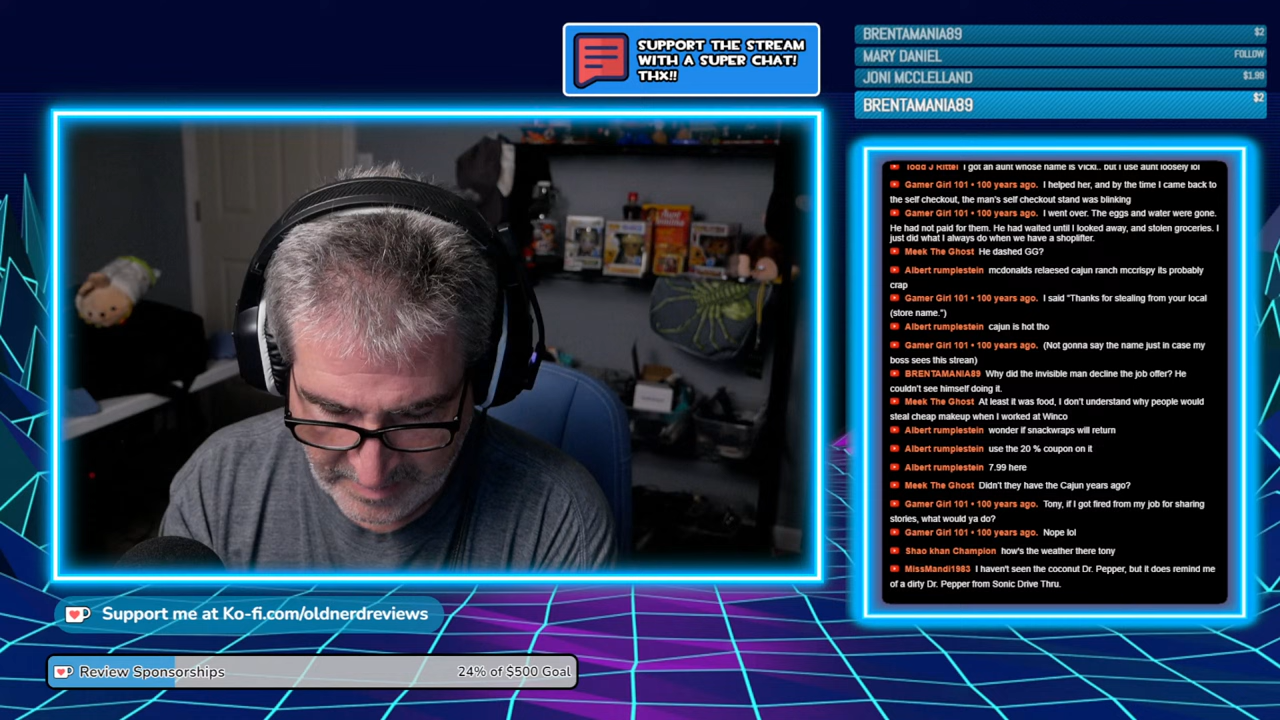 SUPPORT THE STREAM
WITH A SUPER CHAT!
THX!!
BRENTAMANIA89 $2
MARY DANIEL FOLLOW
JONI MCCLELLAND $1.99
BRENTAMANIA89 $2
Todd J Rittel I got an aunt whose name is Vicki.. but I use aunt loosely lol
Gamer Girl 101 • 100 years ago. I helped her, and by the time I came back to
the self checkout, the man's self checkout stand was blinking
Gamer Girl 101 • 100 years ago. I went over. The eggs and water were gone.
He had not paid for them. He had waited until I looked away, and stolen groceries. I
just did what I always do when we have a shoplifter.
Meek The Ghost He dashed GG?
Albert rumplestein mcdonalds relaesed cajun ranch mccrispy its probably
crap
Gamer Girl 101 • 100 years ago. I said "Thanks for stealing from your local
(store name.")
Albert rumplestein cajun is hot tho
Gamer Girl 101 • 100 years ago. (Not gonna say the name just in case my
boss sees this strean)
BRENTAMANIA89 Why did the invisible man decline the job offer? He
couldn't see himself doing it.
Meek The Ghost At least it was food, I don't understand why people would
steal cheap makeup when I worked at Winco
Albert rumplestein wonder if snackwraps will return
Albert rumplestein use the 20 % coupon on it
Albert rumplestein 7.99 here
Meek The Ghost Didn't they have the Cajun years ago?
Gamer Girl 101 • 100 years ago. Tony, if I got fired from my job for sharing
stories, what would ya do?
Gamer Girl 101 • 100 years ago. Nope lol
Shao khan Champion how's the weather there tony
MissMandi1983 I haven't seen the coconut Dr. Pepper, but it does remind me
of a dirty Dr. Pepper from Sonic Drive Thru.
Support me at Ko-fi.com/oldnerdreviews
Review Sponsorships 24% of $500 Goal